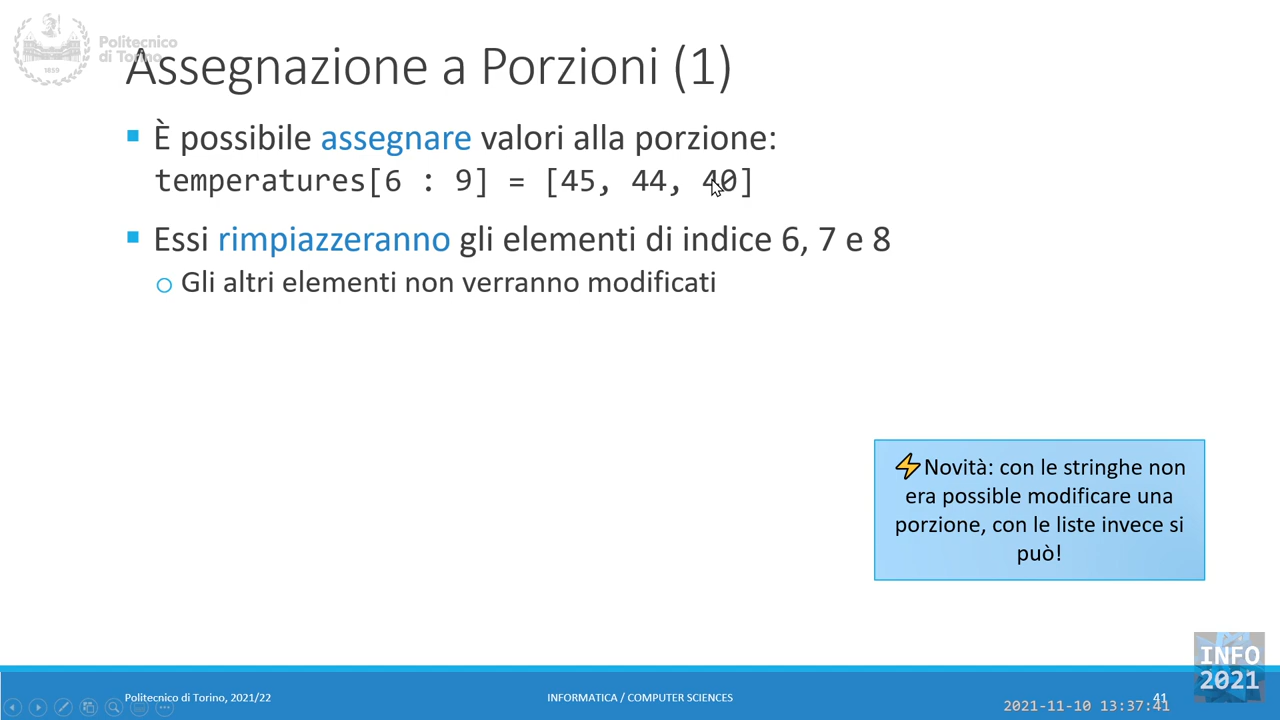 Politecnico
di Torino
1859
Assegnazione a Porzioni (1)
È possibile assegnare valori alla porzione:
temperatures[6 : 9] = [45, 44, 40]
Essi rimpiazzeranno gli elementi di indice 6, 7 e 8
Gli altri elementi non verranno modificati
⚡Novità: con le stringhe non
era possible modificare una
porzione, con le liste invece si
può!
INFO
2021
Politecnico di Torino, 2021/22
INFORMATICA / COMPUTER SCIENCES
41
2021-11-10 13:37:41